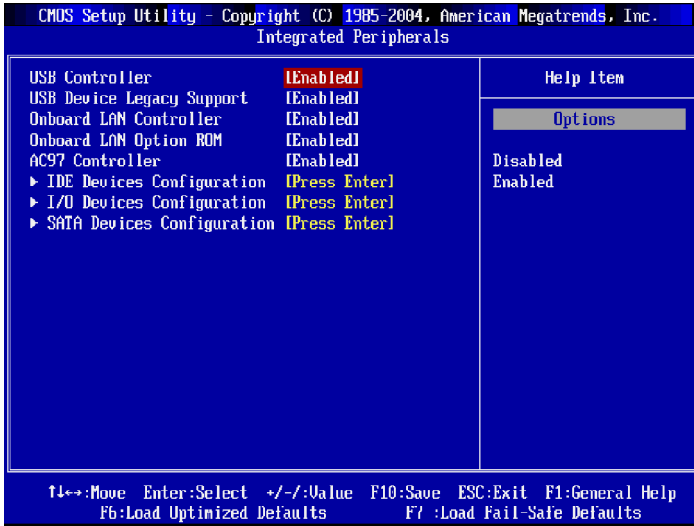 CMOS Setup Utility - Copyright (C) 1985-2004, American Megatrends, Inc.
Integrated Peripherals
USB Controller [Enabled]
USB Device Legacy Support [Enabled]
Onboard LAN Controller [Enabled]
Onboard LAN Option ROM [Enabled]
AC97 Controller [Enabled]
► IDE Devices Configuration [Press Enter]
► I/O Devices Configuration [Press Enter]
► SATA Devices Configuration [Press Enter]
Help Item
Options
Disabled
Enabled
↑↓←→:Move Enter:Select +/-/:Value F10:Save ESC:Exit F1:General Help
F6:Load Optimized Defaults F7 :Load Fail-Safe Defaults